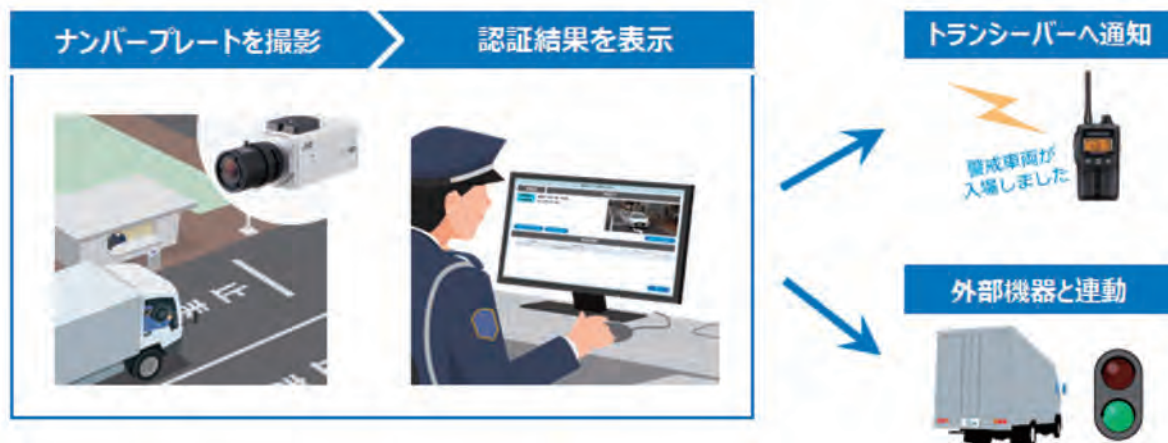 ナンバープレートを撮影
認証結果を表示
トランシーバーへ通知
警戒車両が
入場しました
外部機器と連動